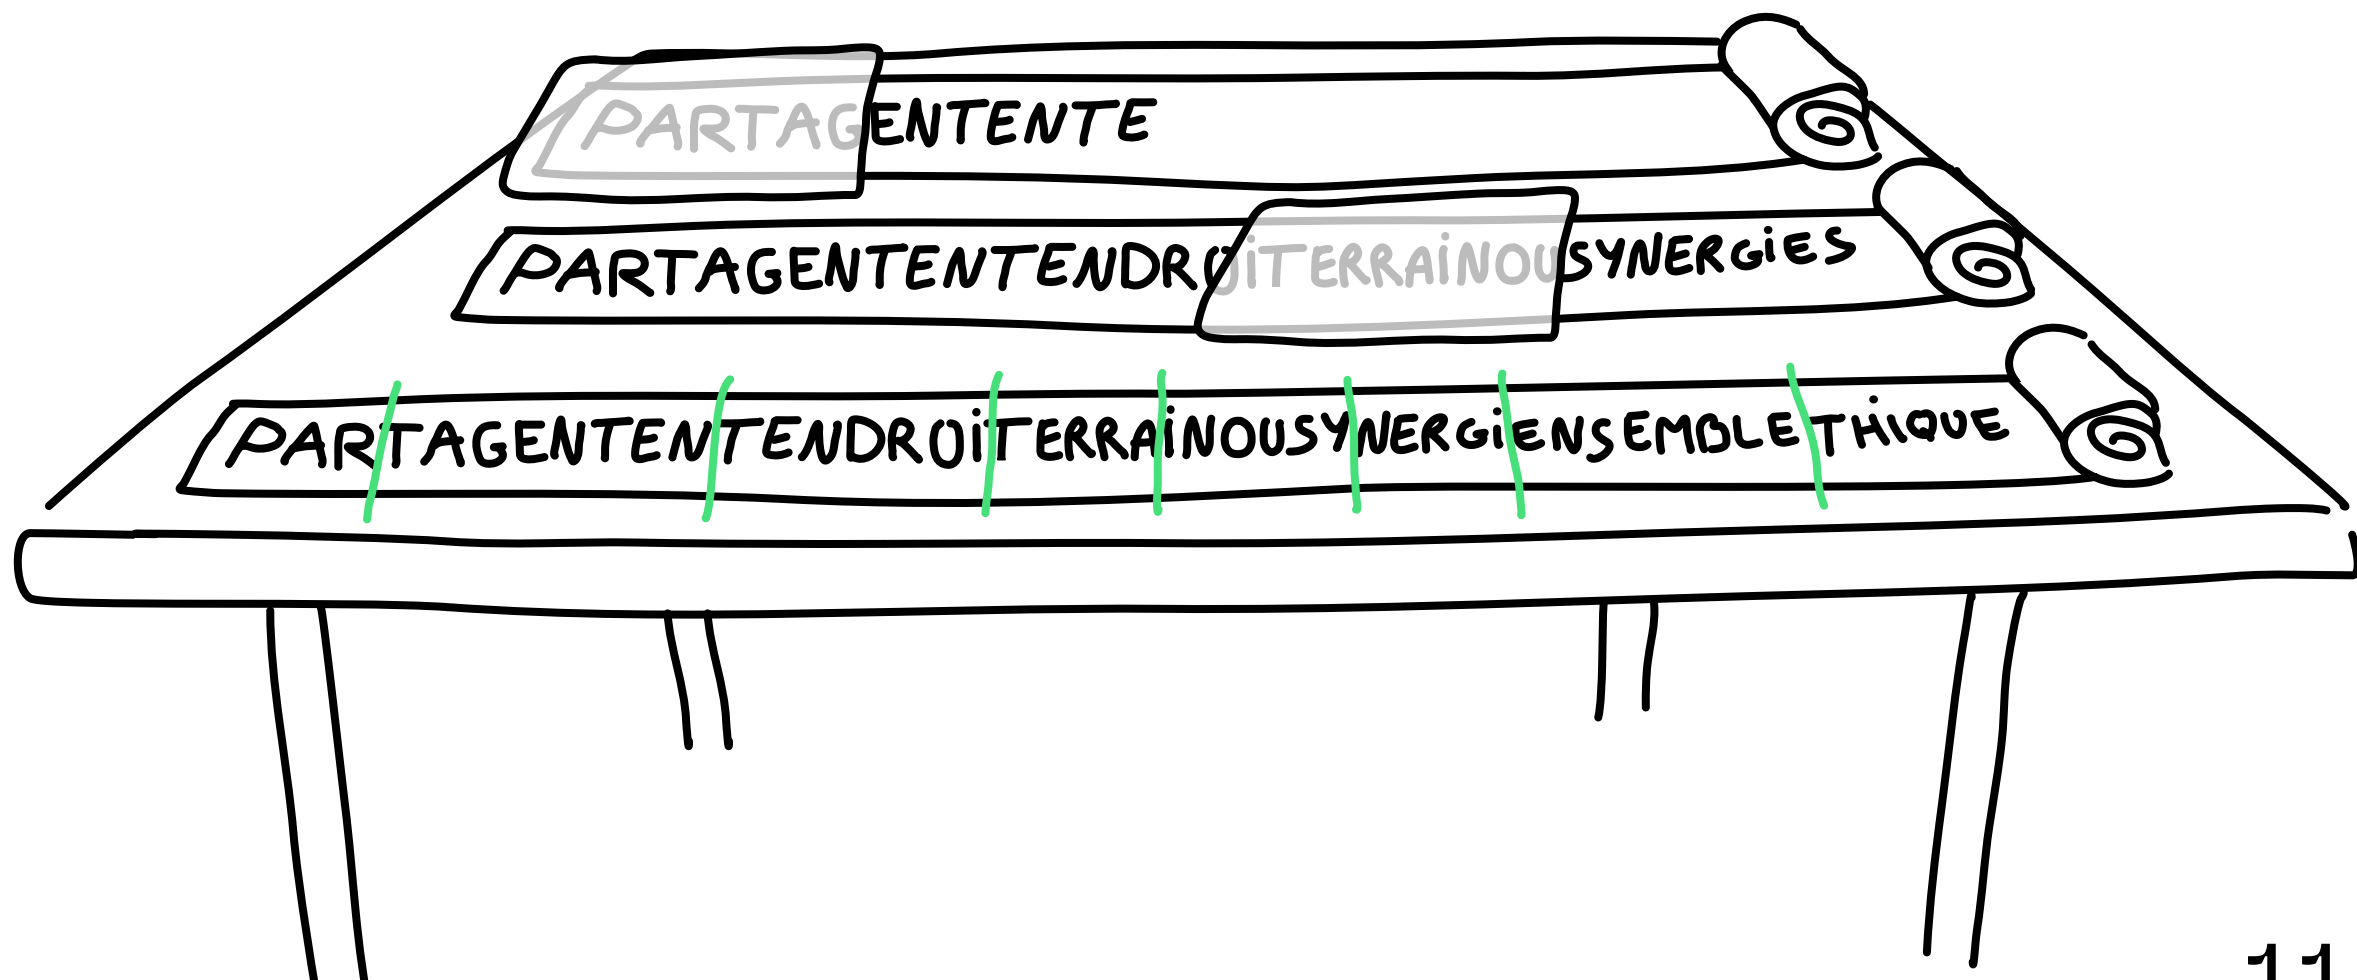 PARTAGENTENTE
PARTAGENTENTENDROiTERRAiNOUSYNERGiES
PARTAGENTENTENDROiTERRAiNOUSYNERGiENSEMBLETHiQUE
11